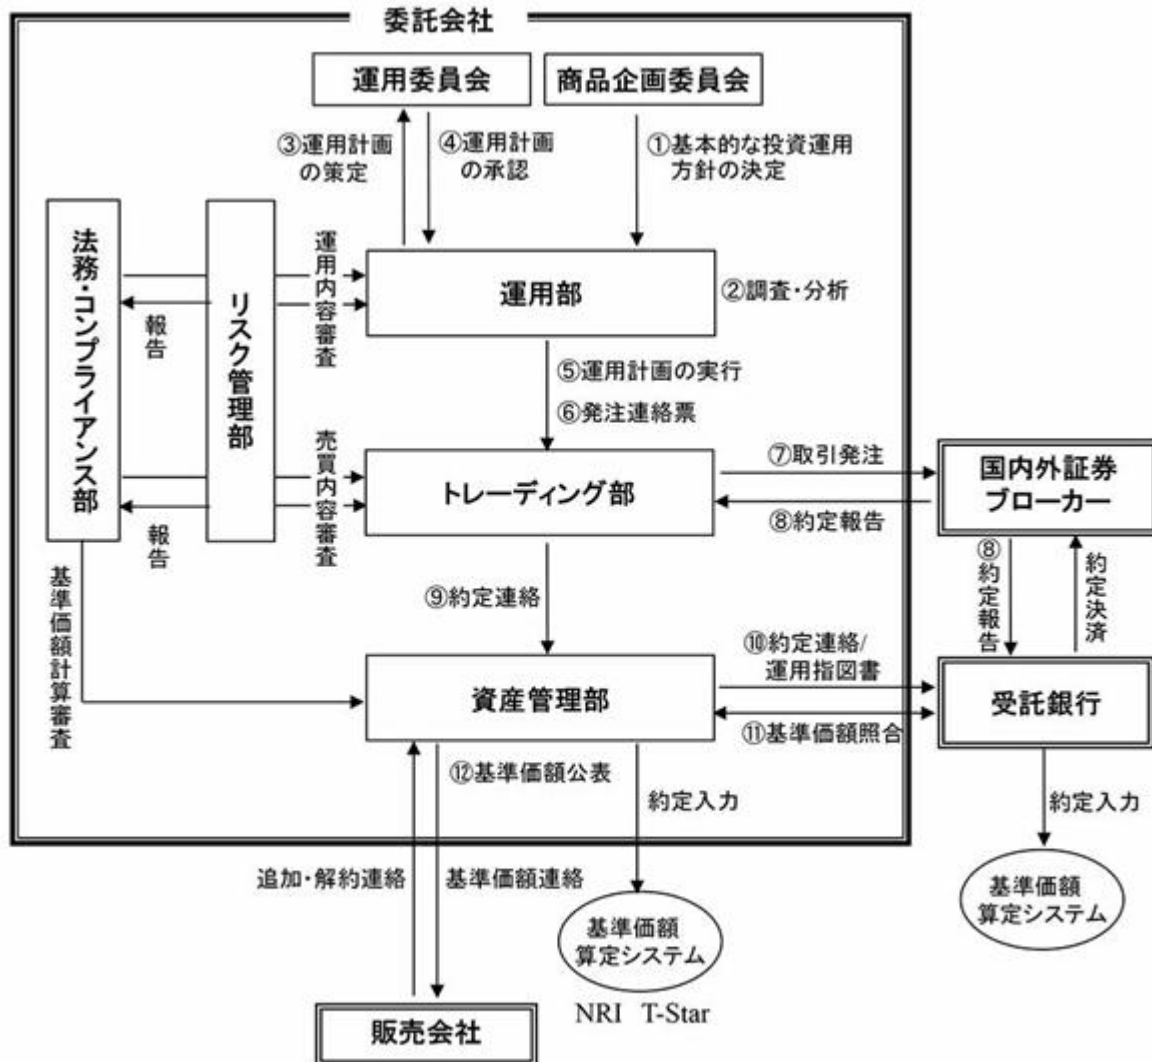 委託会社
運用委員会
商品企画委員会
③運用計画
の策定
④運用計画
の承認
①基本的な投資運用
方針の決定
法務・コンプライアンス部
リスク管理部
運用内容審査
報告
運用部
②調査・分析
⑤運用計画の実行
⑥発注連絡票
売買内容審査
報告
トレーディング部
⑦取引発注
⑧約定報告
国内外証券
ブローカー
⑧約定報告
約定決済
⑨約定連絡
基準価額計算審査
資産管理部
⑩約定連絡/
運用指図書
⑪基準価額照合
受託銀行
⑫基準価額公表
約定入力
約定入力
追加・解約連絡
基準価額連絡
基準価額
算定システム
基準価額
算定システム
NRI T-Star
販売会社